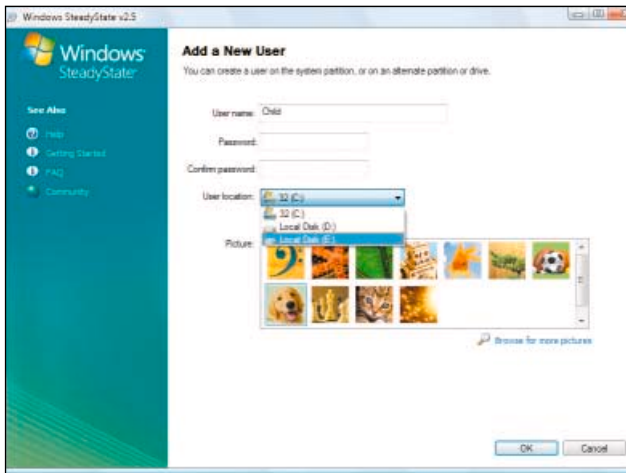 Windows SteadyState v2.5
Windows
SteadyState
See Also
Help
Getting Started
FAQ
Community
Add a New User
You can create a user on the system partition, or on an alternate partition or drive.
User name: Child
Password:
Confirm password:
User location: 32 (C:)
32 (C:)
Local Disk (D:)
Local Disk (E:)
Picture:
Browse for more pictures
OK Cancel